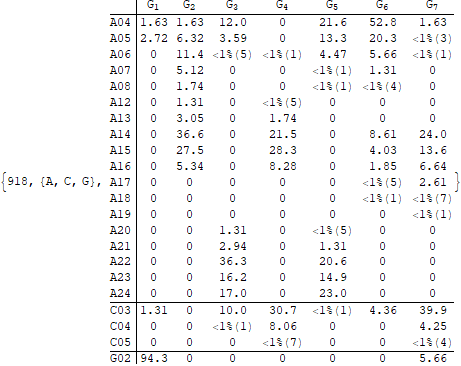 G1 G2 G3 G4 G5 G6 G7
A04 1.63 1.63 12.0 0 21.6 52.8 1.63
A05 2.72 6.32 3.59 0 13.3 20.3 <1%(3)
A06 0 11.4 <1%(5) <1%(1) 4.47 5.66 <1%(1)
A07 0 5.12 0 0 <1%(1) 1.31 0
A08 0 1.74 0 0 <1%(1) <1%(4) 0
A12 0 1.31 0 <1%(5) 0 0 0
A13 0 3.05 0 1.74 0 0 0
A14 0 36.6 0 21.5 0 8.61 24.0
A15 0 27.5 0 28.3 0 4.03 13.6
A16 0 5.34 0 8.28 0 1.85 6.64
{918, {A, C, G}, A17 0 0 0 0 0 <1%(5) 2.61 }
A18 0 0 0 0 0 <1%(1) <1%(7)
A19 0 0 0 0 0 0 <1%(1)
A20 0 0 1.31 0 <1%(5) 0 0
A21 0 0 2.94 0 1.31 0 0
A22 0 0 36.3 0 20.6 0 0
A23 0 0 16.2 0 14.9 0 0
A24 0 0 17.0 0 23.0 0 0
C03 1.31 0 10.0 30.7 <1%(1) 4.36 39.9
C04 0 0 <1%(1) 8.06 0 0 4.25
C05 0 0 0 <1%(7) 0 0 <1%(4)
G02 94.3 0 0 0 0 0 5.66